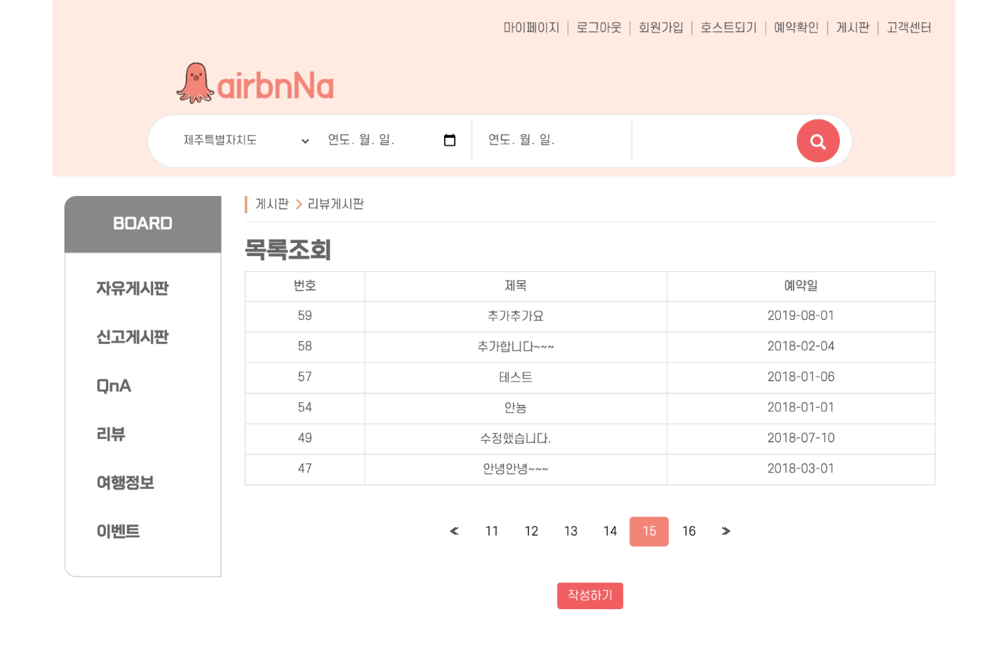 마이페이지 | 로그아웃 | 회원가입 | 호스트되기 | 예약확인 | 게시판 | 고객센터
airbnNa
제주특별자치도 연도. 월. 일. 연도. 월. 일.
BOARD
자유게시판
신고게시판
QnA
리뷰
여행정보
이벤트
게시판 > 리뷰게시판
목록조회
번호 제목 예약일
59 추가추가요 2019-08-01
58 추가합니다~~~ 2018-02-04
57 테스트 2018-01-06
54 안뇽 2018-01-01
49 수정했습니다. 2018-07-10
47 안녕안녕~~~ 2018-03-01
≪ 11 12 13 14 15 16 ≫
작성하기